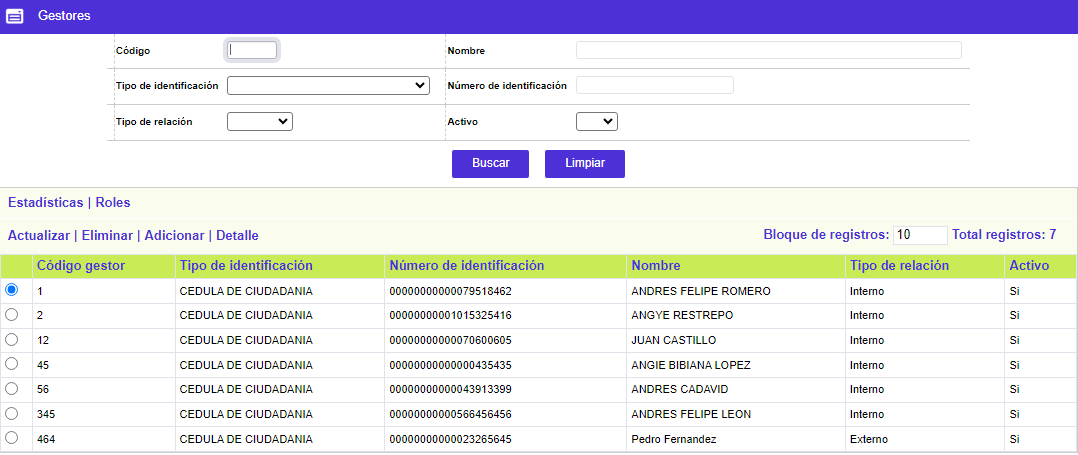 Gestores
Código Nombre
Tipo de identificación Número de identificación
Tipo de relación Activo
Buscar Limpiar
Estadísticas | Roles
Actualizar | Eliminar | Adicionar | Detalle Bloque de registros: 10 Total registros: 7
Código gestor Tipo de identificación Número de identificación Nombre Tipo de relación Activo
1 CEDULA DE CIUDADANIA 00000000000079518462 ANDRES FELIPE ROMERO Interno Si
2 CEDULA DE CIUDADANIA 00000000001015325416 ANGYE RESTREPO Interno Si
12 CEDULA DE CIUDADANIA 00000000000070600605 JUAN CASTILLO Interno Si
45 CEDULA DE CIUDADANIA 00000000000000435435 ANGIE BIBIANA LOPEZ Interno Si
56 CEDULA DE CIUDADANIA 00000000000043913399 ANDRES CADAVID Interno Si
345 CEDULA DE CIUDADANIA 00000000000566456456 ANDRES FELIPE LEON Interno Si
464 CEDULA DE CIUDADANIA 00000000000023265645 Pedro Fernandez Externo Si